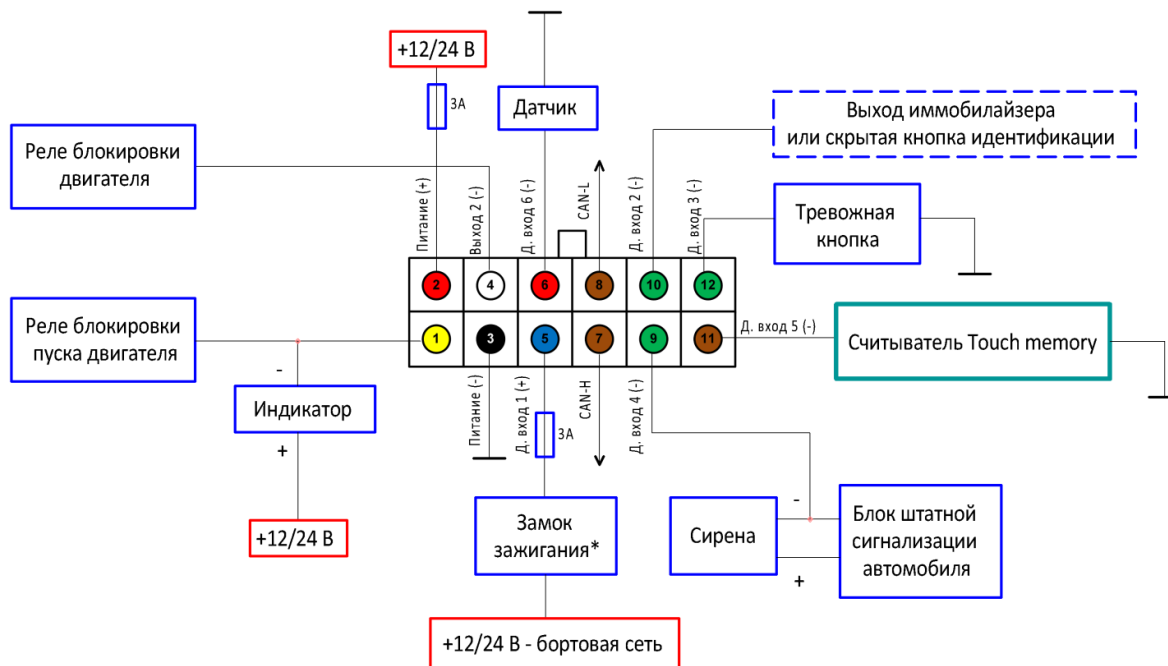 +12/24 В
3А
Датчик
Выход иммобилайзера
или скрытая кнопка идентификации
Реле блокировки
двигателя
Питание (+)
Выход 2 (-)
Д. вход 6 (-)
CAN-L
Д. вход 2 (-)
Д. вход 3 (-)
Тревожная
кнопка
2
4
6
8
10
12
Реле блокировки
пуска двигателя
1
3
5
7
9
11
Д. вход 5 (-)
Считыватель Touch memory
-
Индикатор
+
+12/24 В
Питание (-)
Д. вход 1 (+)
3А
CAN-H
Д. вход 4 (-)
Замок
зажигания*
+12/24 В - бортовая сеть
Сирена
-
+
Блок штатной
сигнализации
автомобиля